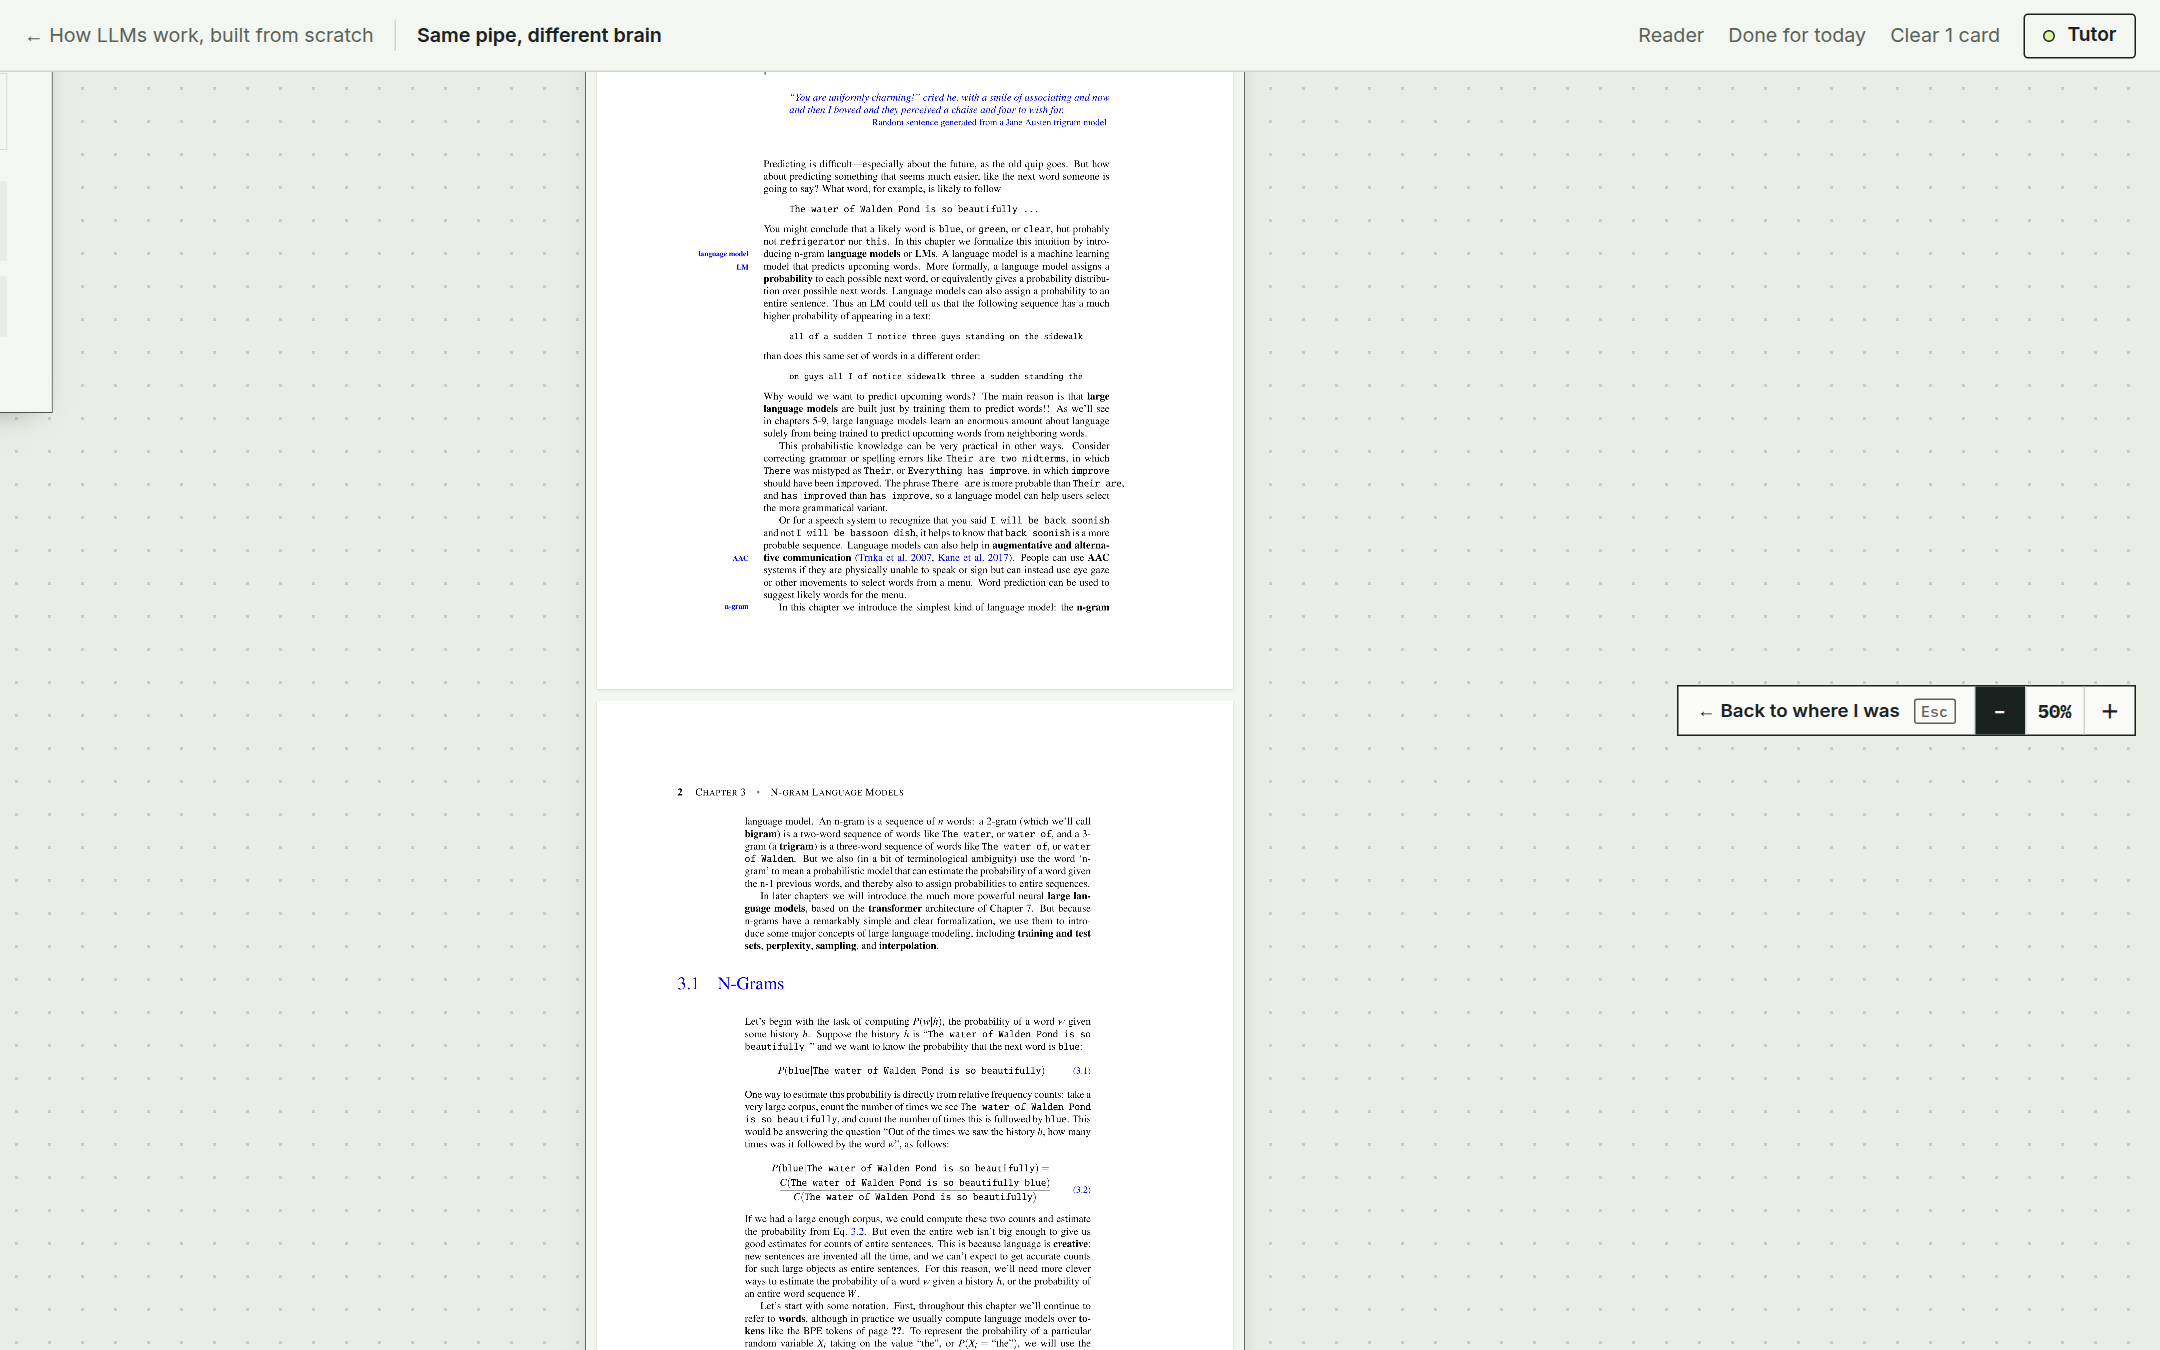 ← How LLMs work, built from scratch
Same pipe, different brain
Reader
Done for today
Clear 1 card
Tutor
"You are uniformly charming!" cried he, with a smile of associating and now
and then I bowed and they perceived a chaise and four to wish for.
Random sentence generated from a Jane Austen trigram model
Predicting is difficult—especially about the future, as the old quip goes. But how
about predicting something that seems much easier, like the next word someone is
going to say? What word, for example, is likely to follow
The water of Walden Pond is so beautifully ...
You might conclude that a likely word is blue, or green, or clear, but probably
not refrigerator nor this. In this chapter we formalize this intuition by intro-
language model
ducing n-gram language models or LMs. A language model is a machine learning
LM
model that predicts upcoming words. More formally, a language model assigns a
probability to each possible next word, or equivalently gives a probability distribu-
tion over possible next words. Language models can also assign a probability to an
entire sentence. Thus an LM could tell us that the following sequence has a much
higher probability of appearing in a text:
all of a sudden I notice three guys standing on the sidewalk
than does this same set of words in a different order:
on guys all I of notice sidewalk three a sudden standing the
Why would we want to predict upcoming words? The main reason is that large
language models are built just by training them to predict words!! As we'll see
in chapters 5-9, large language models learn an enormous amount about language
solely from being trained to predict upcoming words from neighboring words.
This probabilistic knowledge can be very practical in other ways. Consider
correcting grammar or spelling errors like Their are two midterms, in which
There was mistyped as Their, or Everything has improve, in which improve
should have been improved. The phrase There are is more probable than Their are,
and has improved than has improve, so a language model can help users select
the more grammatical variant.
Or for a speech system to recognize that you said I will be back soonish
and not I will be bassoon dish, it helps to know that back soonish is a more
probable sequence. Language models can also help in augmentative and alterna-
AAC
tive communication (Trnka et al. 2007, Kane et al. 2017). People can use AAC
systems if they are physically unable to speak or sign but can instead use eye gaze
or other movements to select words from a menu. Word prediction can be used to
suggest likely words for the menu.
n-gram
In this chapter we introduce the simplest kind of language model: the n-gram
← Back to where I was Esc - 50% +
2 CHAPTER 3 • N-GRAM LANGUAGE MODELS
language model. An n-gram is a sequence of n words: a 2-gram (which we'll call
bigram) is a two-word sequence of words like The water, or water of, and a 3-
gram (a trigram) is a three-word sequence of words like The water of, or water
of Walden. But we also (in a bit of terminological ambiguity) use the word 'n-
gram' to mean a probabilistic model that can estimate the probability of a word given
the n-1 previous words, and thereby also to assign probabilities to entire sequences.
In later chapters we will introduce the much more powerful neural large lan-
guage models, based on the transformer architecture of Chapter 7. But because
n-grams have a remarkably simple and clear formalization, we use them to intro-
duce some major concepts of large language modeling, including training and test
sets, perplexity, sampling, and interpolation.
3.1 N-Grams
Let's begin with the task of computing P(w|h), the probability of a word w given
some history h. Suppose the history h is "The water of Walden Pond is so
beautifully " and we want to know the probability that the next word is blue:
P(blue|The water of Walden Pond is so beautifully) (3.1)
One way to estimate this probability is directly from relative frequency counts: take a
very large corpus, count the number of times we see The water of Walden Pond
is so beautifully, and count the number of times this is followed by blue. This
would be answering the question "Out of the times we saw the history h, how many
times was it followed by the word w", as follows:
P(blue|The water of Walden Pond is so beautifully) =
C(The water of Walden Pond is so beautifully blue)
C(The water of Walden Pond is so beautifully)
(3.2)
If we had a large enough corpus, we could compute these two counts and estimate
the probability from Eq. 3.2. But even the entire web isn't big enough to give us
good estimates for counts of entire sentences. This is because language is creative;
new sentences are invented all the time, and we can't expect to get accurate counts
for such large objects as entire sentences. For this reason, we'll need more clever
ways to estimate the probability of a word w given a history h, or the probability of
an entire word sequence W.
Let's start with some notation. First, throughout this chapter we'll continue to
refer to words, although in practice we usually compute language models over to-
kens like the BPE tokens of page ??. To represent the probability of a particular
random variable Xi taking on the value "the", or P(Xi = "the"), we will use the